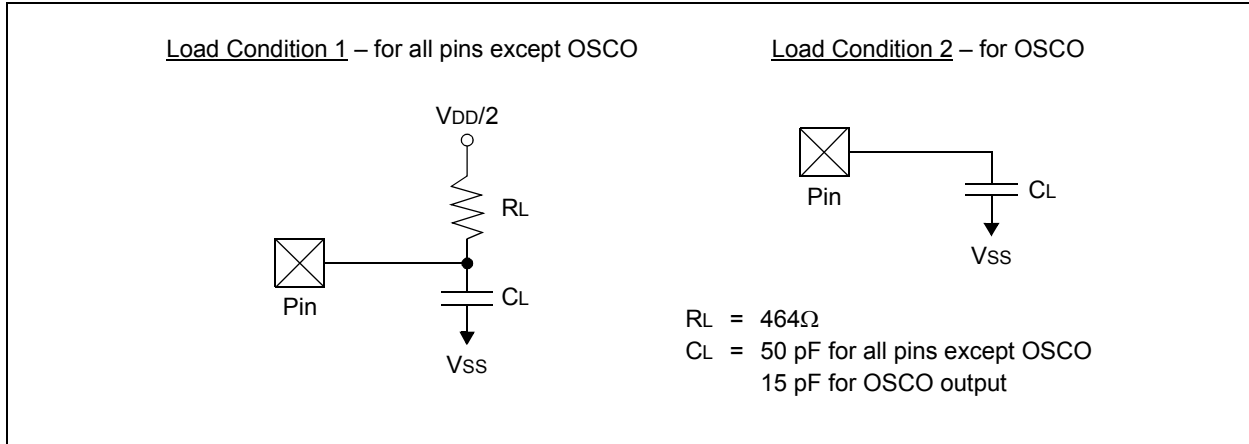 Load Condition 1 – for all pins except OSCO
VDD/2
RL
Pin
CL
VSS
Load Condition 2 – for OSCO
Pin
CL
VSS
RL = 464Ω
CL = 50 pF for all pins except OSCO
15 pF for OSCO output